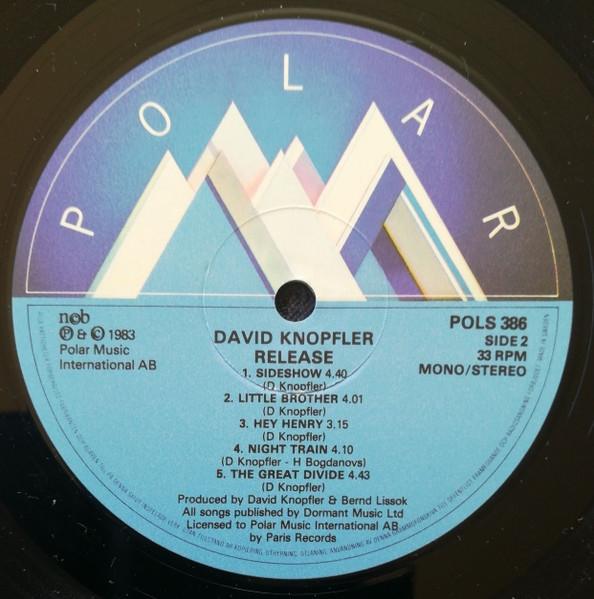 POLAR
ncb
Ⓟ & © 1983
Polar Music
International AB
POLS 386
SIDE 2
33 RPM
MONO/STEREO
DAVID KNOPFLER
RELEASE
1. SIDESHOW 4.40
(D Knopfler)
2. LITTLE BROTHER 4.01
(D Knopfler)
3. HEY HENRY 3.15
(D Knopfler)
4. NIGHT TRAIN 4.10
(D Knopfler - H Bogdanovs)
5. THE GREAT DIVIDE 4.43
(D Knopfler)
Produced by David Knopfler & Bernd Lissok
All songs published by Dormant Music Ltd
Licensed to Polar Music International AB
by Paris Records